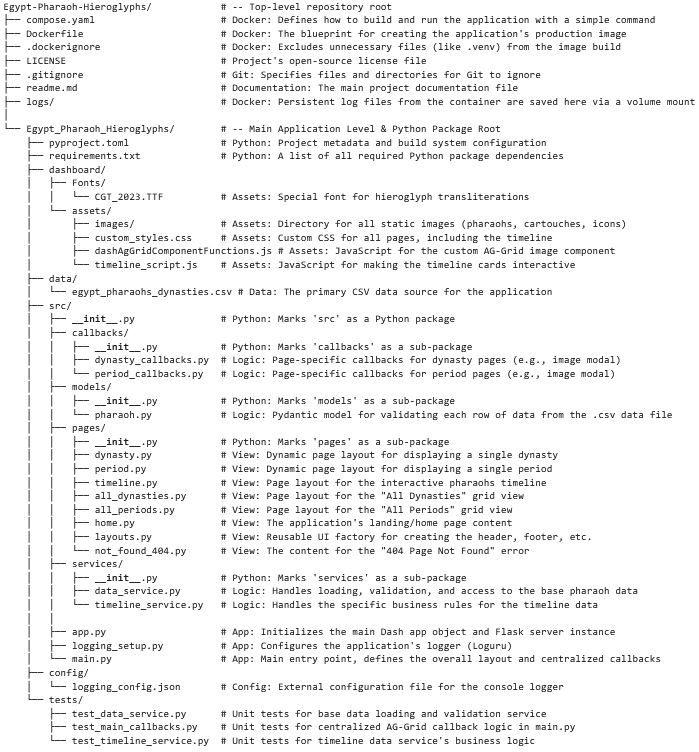 Egypt-Pharaoh-Hieroglyphs/ # -- Top-level repository root
├── compose.yaml # Docker: Defines how to build and run the application with a simple command
├── Dockerfile # Docker: The blueprint for creating the application's production image
├── .dockerignore # Docker: Excludes unnecessary files (like .venv) from the image build
├── LICENSE # Project's open-source license file
├── .gitignore # Git: Specifies files and directories for Git to ignore
├── readme.md # Documentation: The main project documentation file
├── logs/ # Docker: Persistent log files from the container are saved here via a volume mount
│
└── Egypt_Pharaoh_Hieroglyphs/ # -- Main Application Level & Python Package Root
    ├── pyproject.toml # Python: Project metadata and build system configuration
    ├── requirements.txt # Python: A list of all required Python package dependencies
    ├── dashboard/
    │   ├── Fonts/
    │   │   └── CGT_2023.TTF # Assets: Special font for hieroglyph transliterations
    │   └── assets/
    │       ├── images/ # Assets: Directory for all static images (pharaohs, cartouches, icons)
    │       ├── custom_styles.css # Assets: Custom CSS for all pages, including the timeline
    │       ├── dashAgGridComponentFunctions.js # Assets: JavaScript for the custom AG-Grid image component
    │       └── timeline_script.js # Assets: JavaScript for making the timeline cards interactive
    ├── data/
    │   └── egypt_pharaohs_dynasties.csv # Data: The primary CSV data source for the application
    ├── src/
    │   ├── __init__.py # Python: Marks 'src' as a Python package
    │   ├── callbacks/
    │   │   ├── __init__.py # Python: Marks 'callbacks' as a sub-package
    │   │   ├── dynasty_callbacks.py # Logic: Page-specific callbacks for dynasty pages (e.g., image modal)
    │   │   └── period_callbacks.py # Logic: Page-specific callbacks for period pages (e.g., image modal)
    │   ├── models/
    │   │   ├── __init__.py # Python: Marks 'models' as a sub-package
    │   │   └── pharaoh.py # Logic: Pydantic model for validating each row of data from the .csv data file
    │   ├── pages/
    │   │   ├── __init__.py # Python: Marks 'pages' as a sub-package
    │   │   ├── dynasty.py # View: Dynamic page layout for displaying a single dynasty
    │   │   ├── period.py # View: Dynamic page layout for displaying a single period
    │   │   ├── timeline.py # View: Page layout for the interactive pharaohs timeline
    │   │   ├── all_dynasties.py # View: Page layout for the "All Dynasties" grid view
    │   │   ├── all_periods.py # View: Page layout for the "All Periods" grid view
    │   │   ├── home.py # View: The application's landing/home page content
    │   │   ├── layouts.py # View: Reusable UI factory for creating the header, footer, etc.
    │   │   └── not_found_404.py # View: The content for the "404 Page Not Found" error
    │   ├── services/
    │   │   ├── __init__.py # Python: Marks 'services' as a sub-package
    │   │   ├── data_service.py # Logic: Handles loading, validation, and access to the base pharaoh data
    │   │   └── timeline_service.py # Logic: Handles the specific business rules for the timeline data
    │   │
    │   ├── app.py # App: Initializes the main Dash app object and Flask server instance
    │   ├── logging_setup.py # App: Configures the application's logger (Loguru)
    │   └── main.py # App: Main entry point, defines the overall layout and centralized callbacks
    ├── config/
    │   └── logging_config.json # Config: External configuration file for the console logger
    └── tests/
        ├── test_data_service.py # Unit tests for base data loading and validation service
        ├── test_main_callbacks.py # Unit tests for centralized AG-Grid callback logic in main.py
        └── test_timeline_service.py # Unit tests for timeline data service's business logic